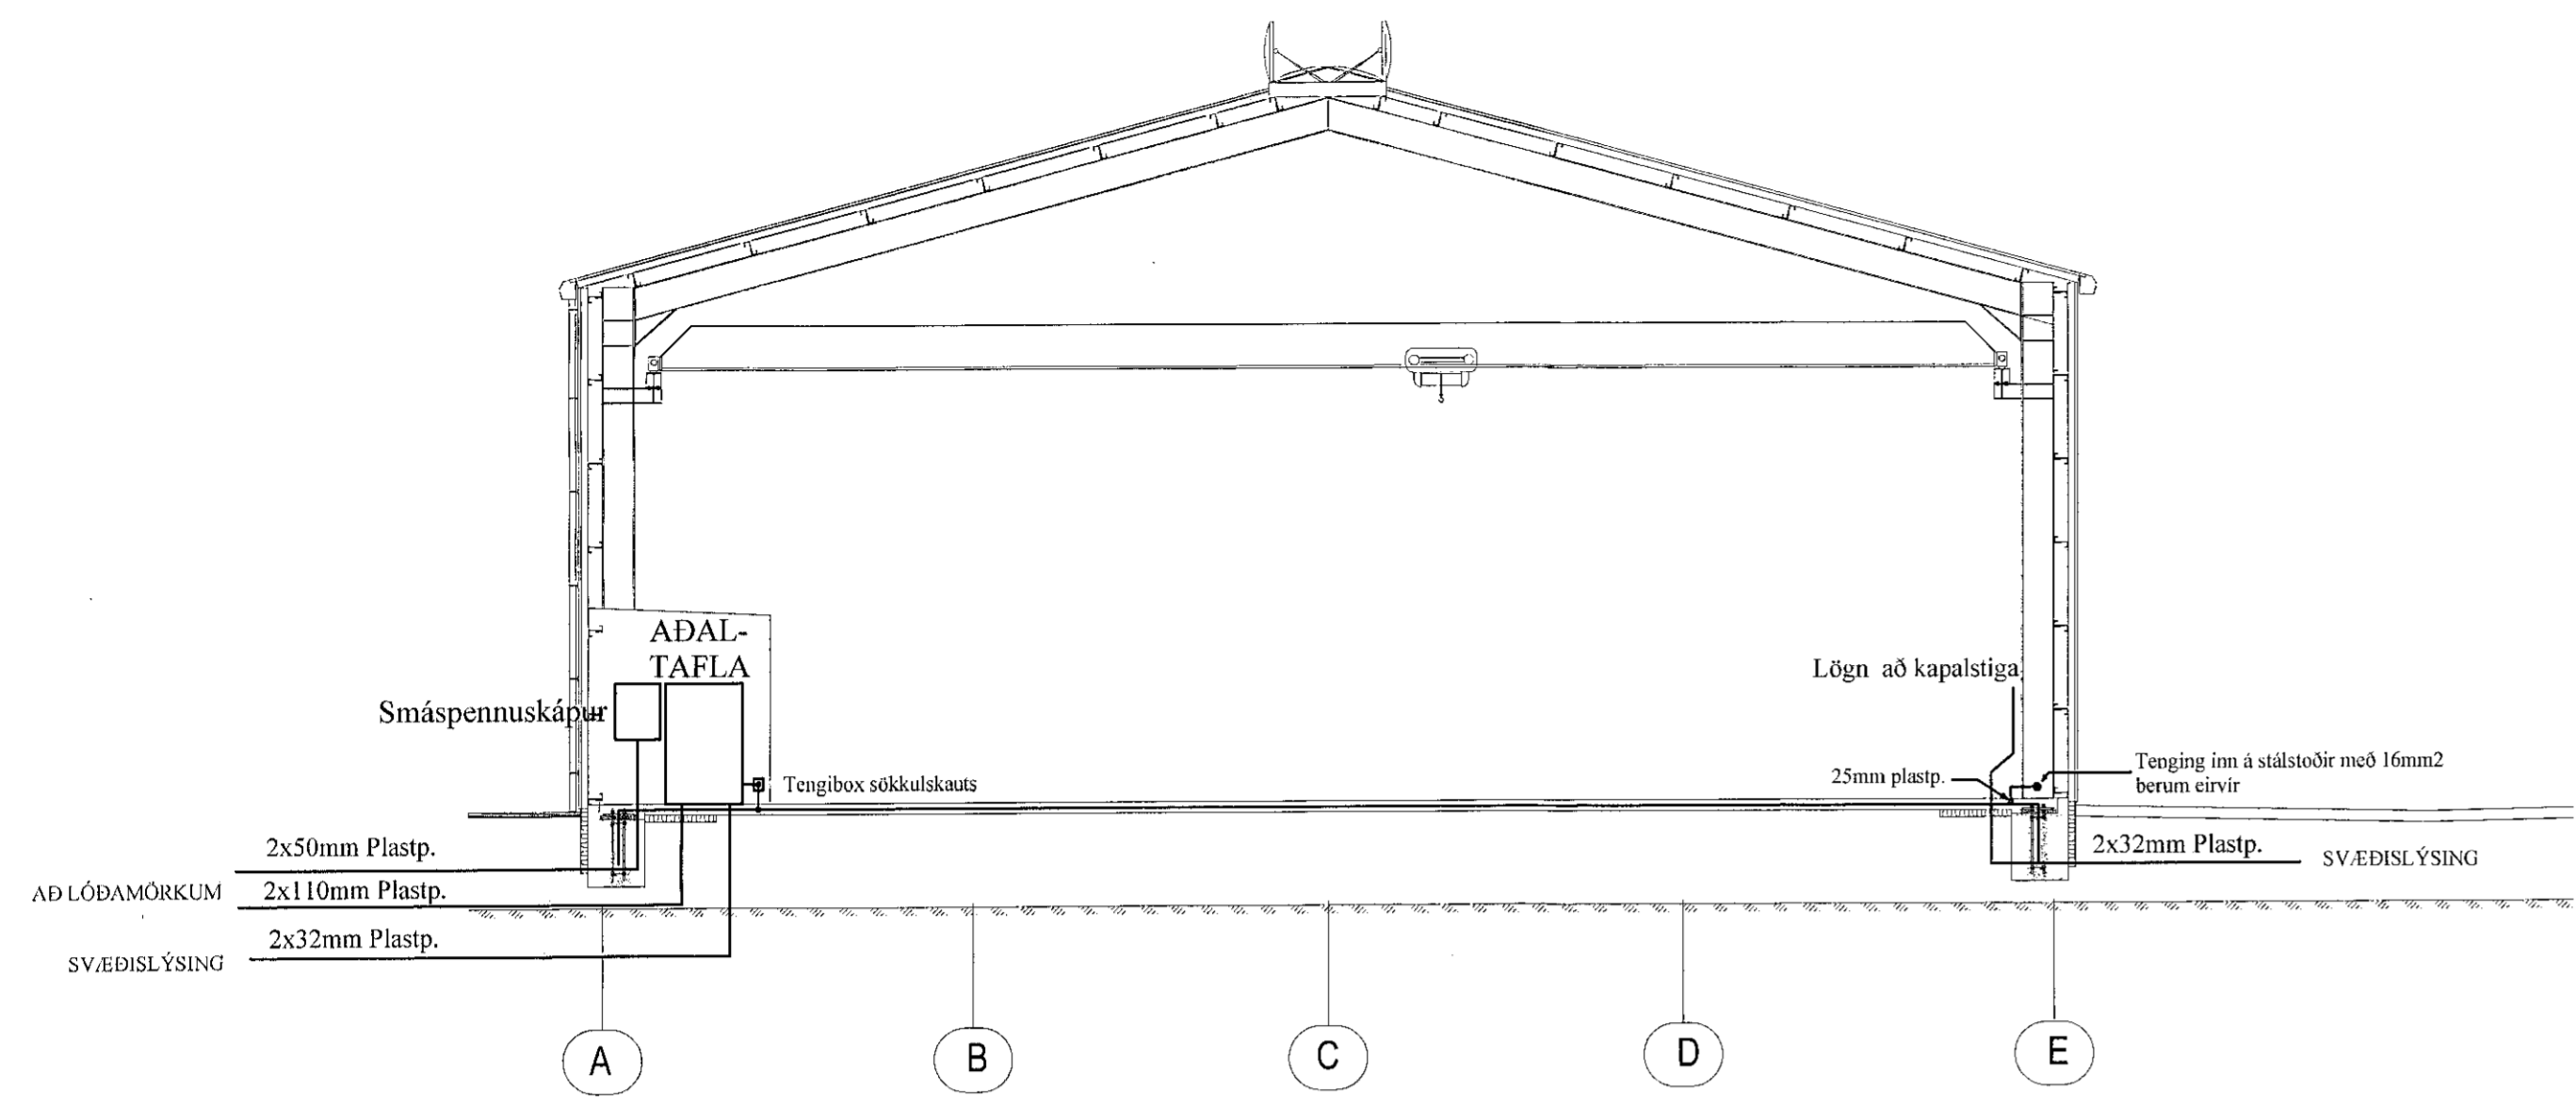 AÐAL-
TAFLA
Smáspennuskápur
Lögn að kapalstiga
Tengibox sökkulskauts
25mm plastp.
Tenging inn á stálstoðir með 16mm2
berum eirvír
2x50mm Plastp.
AÐ LÓÐAMÖRKUM
2x110mm Plastp.
2x32mm Plastp.
SVÆÐISLÝSING
2x32mm Plastp.
SVÆÐISLÝSING
A
B
C
D
E